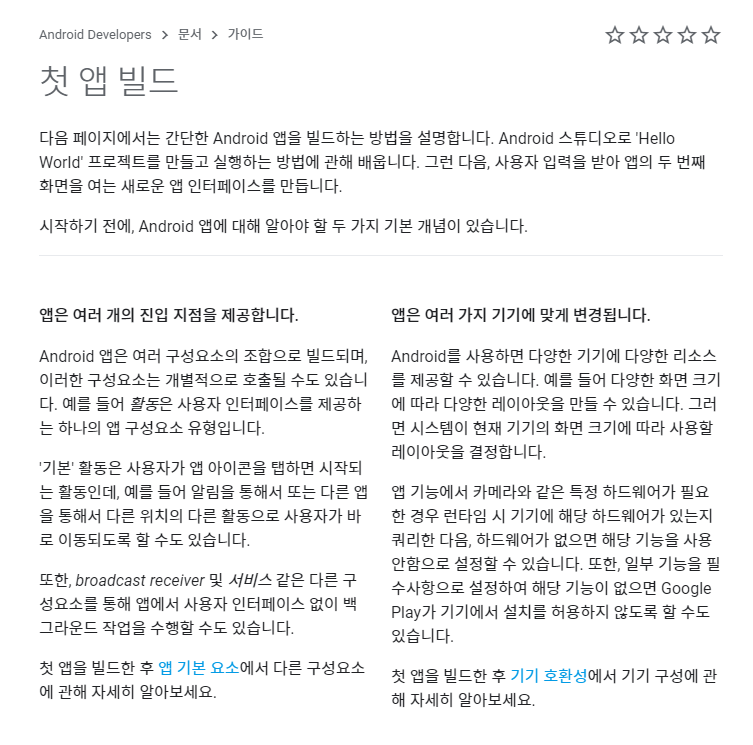 Android Developers > 문서 > 가이드
첫 앱 빌드
다음 페이지에서는 간단한 Android 앱을 빌드하는 방법을 설명합니다. Android 스튜디오로 'Hello
World' 프로젝트를 만들고 실행하는 방법에 관해 배웁니다. 그런 다음, 사용자 입력을 받아 앱의 두 번째
화면을 여는 새로운 앱 인터페이스를 만듭니다.
시작하기 전에, Android 앱에 대해 알아야 할 두 가지 기본 개념이 있습니다.
앱은 여러 개의 진입 지점을 제공합니다.
Android 앱은 여러 구성요소의 조합으로 빌드되며,
이러한 구성요소는 개별적으로 호출될 수도 있습니
다. 예를 들어 활동은 사용자 인터페이스를 제공하
는 하나의 앱 구성요소 유형입니다.
'기본' 활동은 사용자가 앱 아이콘을 탭하면 시작되
는 활동인데, 예를 들어 알림을 통해서 또는 다른 앱
을 통해서 다른 위치의 다른 활동으로 사용자가 바
로 이동되도록 할 수도 있습니다.
또한, broadcast receiver 및 서비스 같은 다른 구
성요소를 통해 앱에서 사용자 인터페이스 없이 백
그라운드 작업을 수행할 수도 있습니다.
첫 앱을 빌드한 후 앱 기본 요소에서 다른 구성요소
에 관해 자세히 알아보세요.
앱은 여러 가지 기기에 맞게 변경됩니다.
Android를 사용하면 다양한 기기에 다양한 리소스
를 제공할 수 있습니다. 예를 들어 다양한 화면 크기
에 따라 다양한 레이아웃을 만들 수 있습니다. 그러
면 시스템이 현재 기기의 화면 크기에 따라 사용할
레이아웃을 결정합니다.
앱 기능에서 카메라와 같은 특정 하드웨어가 필요
한 경우 런타임 시 기기에 해당 하드웨어가 있는지
쿼리한 다음, 하드웨어가 없으면 해당 기능을 사용
안함으로 설정할 수 있습니다. 또한, 일부 기능을 필
수사항으로 설정하여 해당 기능이 없으면 Google
Play가 기기에서 설치를 허용하지 않도록 할 수도
있습니다.
첫 앱을 빌드한 후 기기 호환성에서 기기 구성에 관
해 자세히 알아보세요.